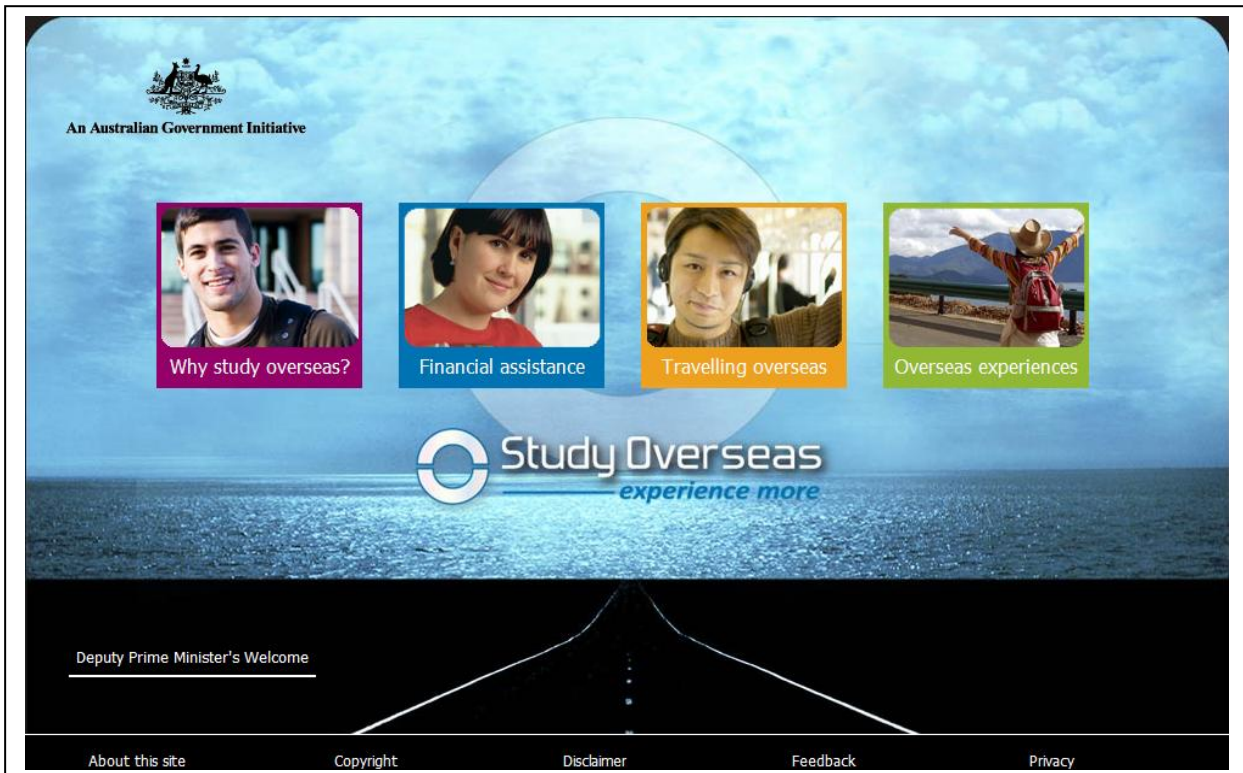 An Australian Government Initiative
Why study overseas?
Financial assistance
Travelling overseas
Overseas experiences
Study Overseas
experience more
Deputy Prime Minister's Welcome
About this site
Copyright
Disclaimer
Feedback
Privacy